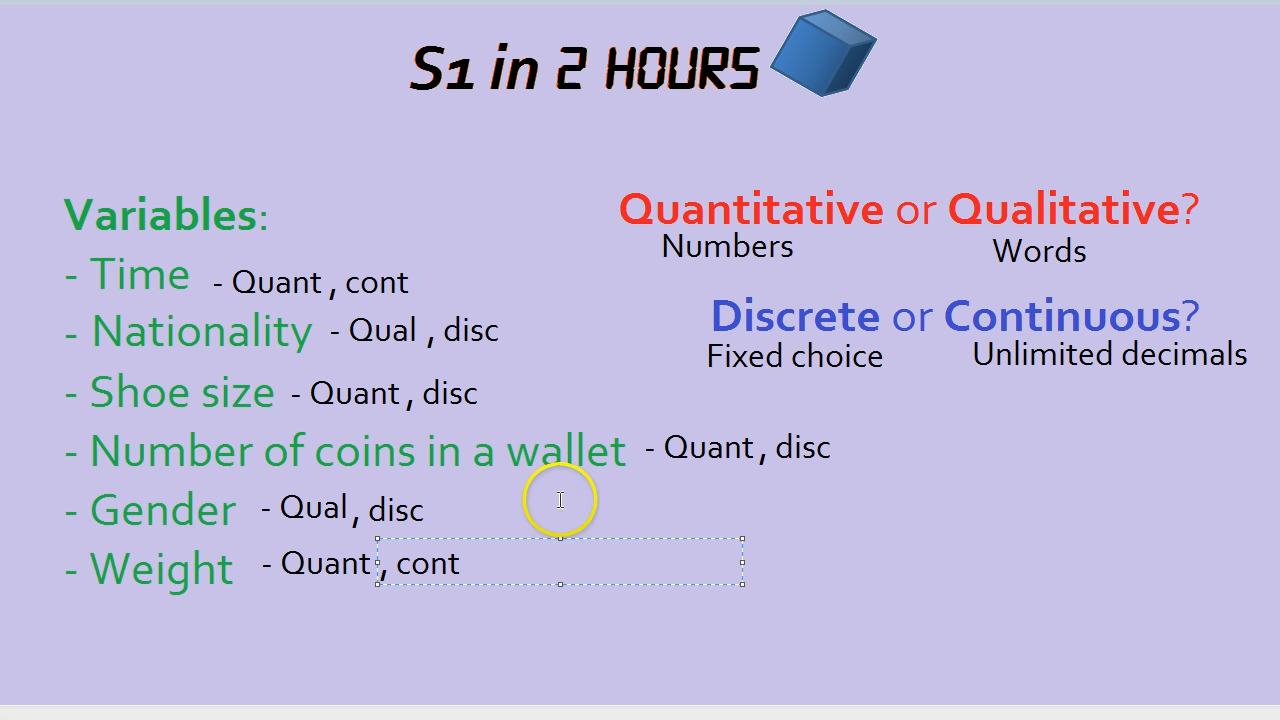 S1 in 2 HOURS
Variables:
- Time - Quant, cont
- Nationality - Qual, disc
- Shoe size - Quant, disc
- Number of coins in a wallet - Quant, disc
- Gender - Qual, disc
- Weight - Quant, cont
Quantitative or Qualitative?
Numbers Words
Discrete or Continuous?
Fixed choice Unlimited decimals